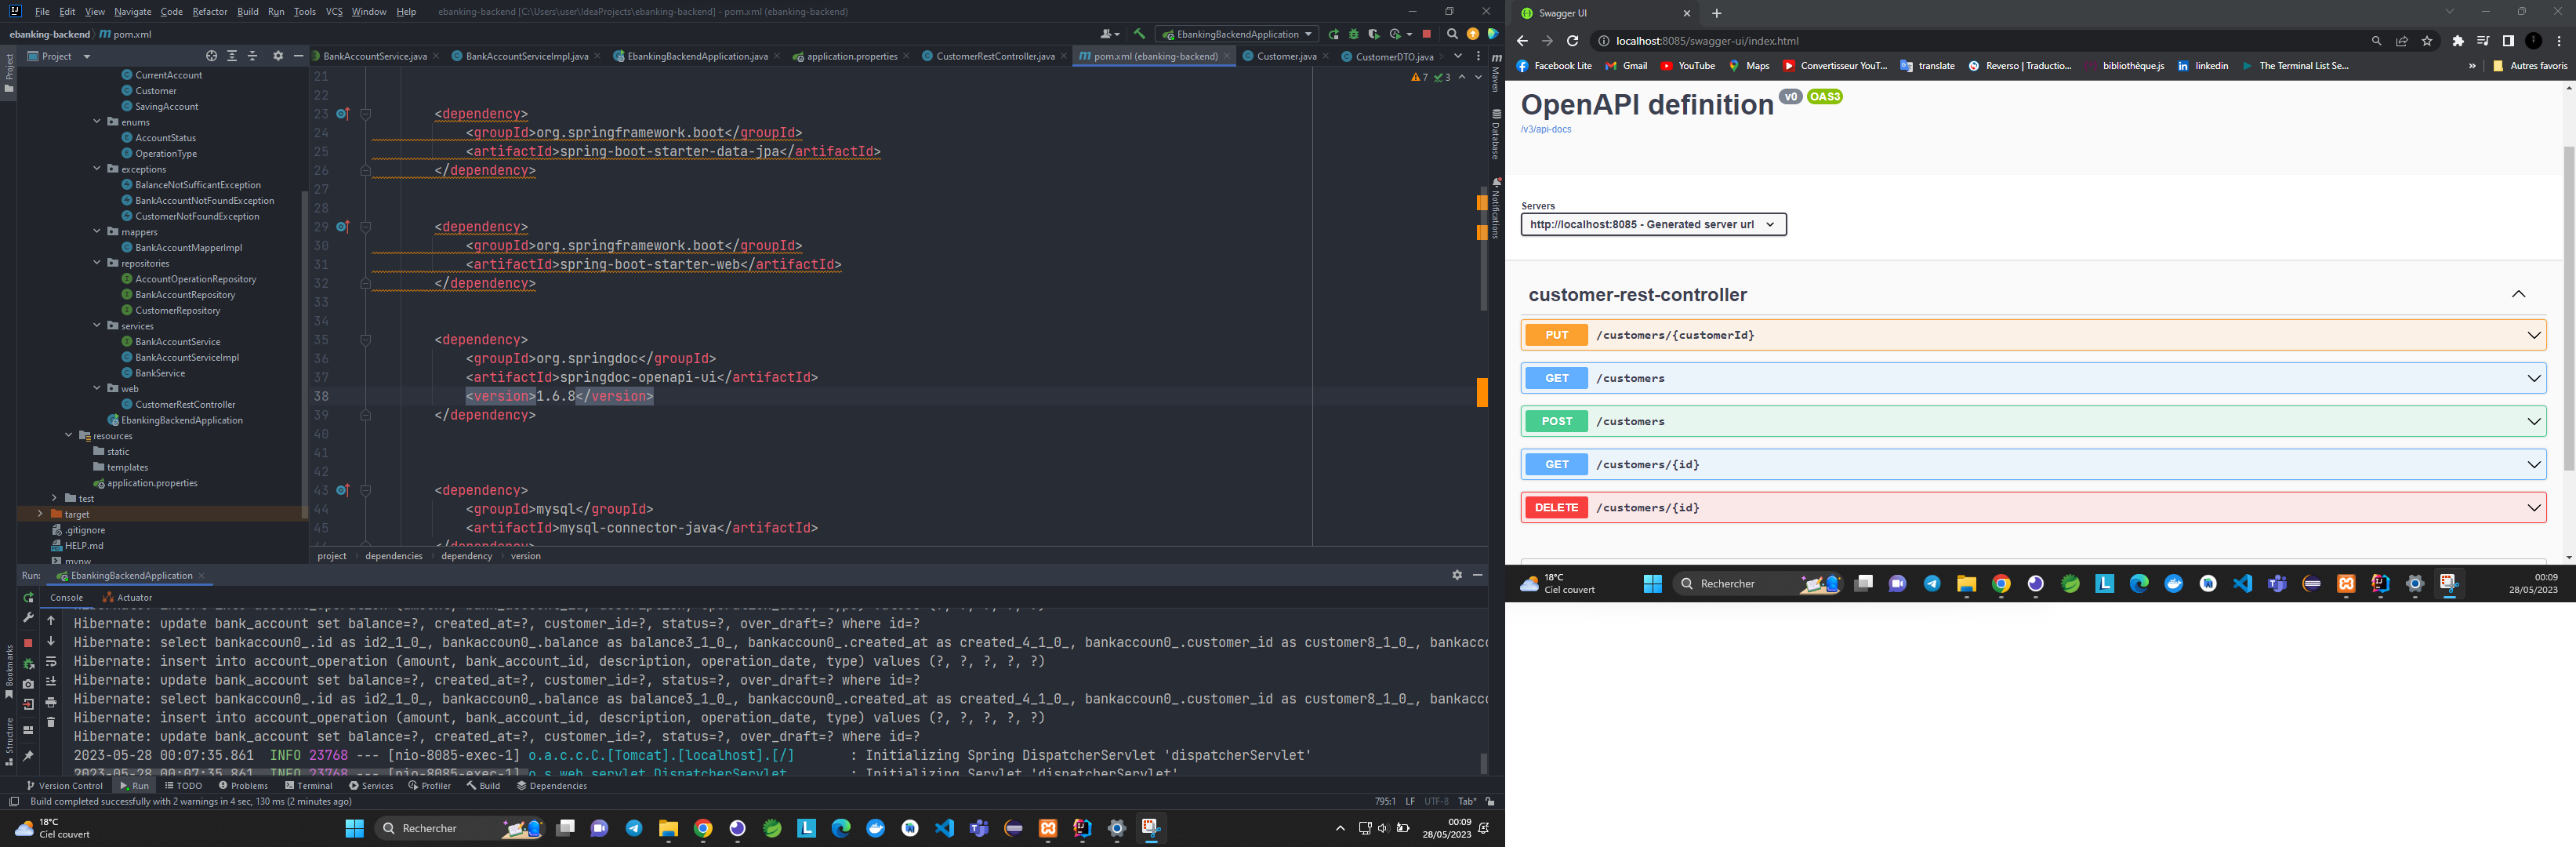 File Edit View Navigate Code Refactor Build Run Tools VCS Window Help ebanking-backend [C:\Users\user\IdeaProjects\ebanking-backend] - pom.xml (ebanking-backend)
ebanking-backend m pom.xml
EbankingBackendApplication
Project
BankAccountService.java BankAccountServiceImpl.java EbankingBackendApplication.java application.properties CustomerRestController.java pom.xml (ebanking-backend) Customer.java CustomerDTO.java
Project
Bookmarks
Structure
Maven
Database
Notifications
CurrentAccount
Customer
SavingAccount
enums
AccountStatus
OperationType
exceptions
BalanceNotSufficantException
BankAccountNotFoundException
CustomerNotFoundException
mappers
BankAccountMapperImpl
repositories
AccountOperationRepository
BankAccountRepository
CustomerRepository
services
BankAccountService
BankAccountServiceImpl
BankService
web
CustomerRestController
EbankingBackendApplication
resources
static
templates
application.properties
test
target
.gitignore
HELP.md
mvnw
7 3
21
22
23 <dependency>
24 <groupId>org.springframework.boot</groupId>
25 <artifactId>spring-boot-starter-data-jpa</artifactId>
26 </dependency>
27
28
29 <dependency>
30 <groupId>org.springframework.boot</groupId>
31 <artifactId>spring-boot-starter-web</artifactId>
32 </dependency>
33
34
35 <dependency>
36 <groupId>org.springdoc</groupId>
37 <artifactId>springdoc-openapi-ui</artifactId>
38 <version>1.6.8</version>
39 </dependency>
40
41
42
43 <dependency>
44 <groupId>mysql</groupId>
45 <artifactId>mysql-connector-java</artifactId>
</dependency>
project dependencies dependency version
Run: EbankingBackendApplication
Console Actuator
Hibernate: insert into account_operation (amount, bank_account_id, description, operation_date, type) values (?, ?, ?, ?, ?)
Hibernate: update bank_account set balance=?, created_at=?, customer_id=?, status=?, over_draft=? where id=?
Hibernate: select bankaccoun0_.id as id2_1_0_, bankaccoun0_.balance as balance3_1_0_, bankaccoun0_.created_at as created_4_1_0_, bankaccoun0_.customer_id as customer8_1_0_, bankacco
Hibernate: insert into account_operation (amount, bank_account_id, description, operation_date, type) values (?, ?, ?, ?, ?)
Hibernate: update bank_account set balance=?, created_at=?, customer_id=?, status=?, over_draft=? where id=?
Hibernate: select bankaccoun0_.id as id2_1_0_, bankaccoun0_.balance as balance3_1_0_, bankaccoun0_.created_at as created_4_1_0_, bankaccoun0_.customer_id as customer8_1_0_, bankacco
Hibernate: insert into account_operation (amount, bank_account_id, description, operation_date, type) values (?, ?, ?, ?, ?)
Hibernate: update bank_account set balance=?, created_at=?, customer_id=?, status=?, over_draft=? where id=?
2023-05-28 00:07:35.861 INFO 23768 --- [nio-8085-exec-1] o.a.c.c.C.[Tomcat].[localhost].[/] : Initializing Spring DispatcherServlet 'dispatcherServlet'
2023-05-28 00:07:35.861 INFO 23768 --- [nio-8085-exec-1] o.s.web.servlet.DispatcherServlet : Initializing Servlet 'dispatcherServlet'
Version Control Run TODO Problems Terminal Services Profiler Build Dependencies
Build completed successfully with 2 warnings in 4 sec, 130 ms (2 minutes ago) 795:1 LF UTF-8 Tab*
18°C
Ciel couvert
Rechercher
00:09
28/05/2023
Swagger UI
localhost:8085/swagger-ui/index.html
Facebook Lite Gmail YouTube Maps Convertisseur YouT... translate Reverso | Traductio... bibliothèque.js linkedin The Terminal List Se... » Autres favoris
OpenAPI definition v0 OAS3
/v3/api-docs
Servers
http://localhost:8085 - Generated server url
customer-rest-controller
PUT /customers/{customerId}
GET /customers
POST /customers
GET /customers/{id}
DELETE /customers/{id}
18°C
Ciel couvert
Rechercher
00:09
28/05/2023